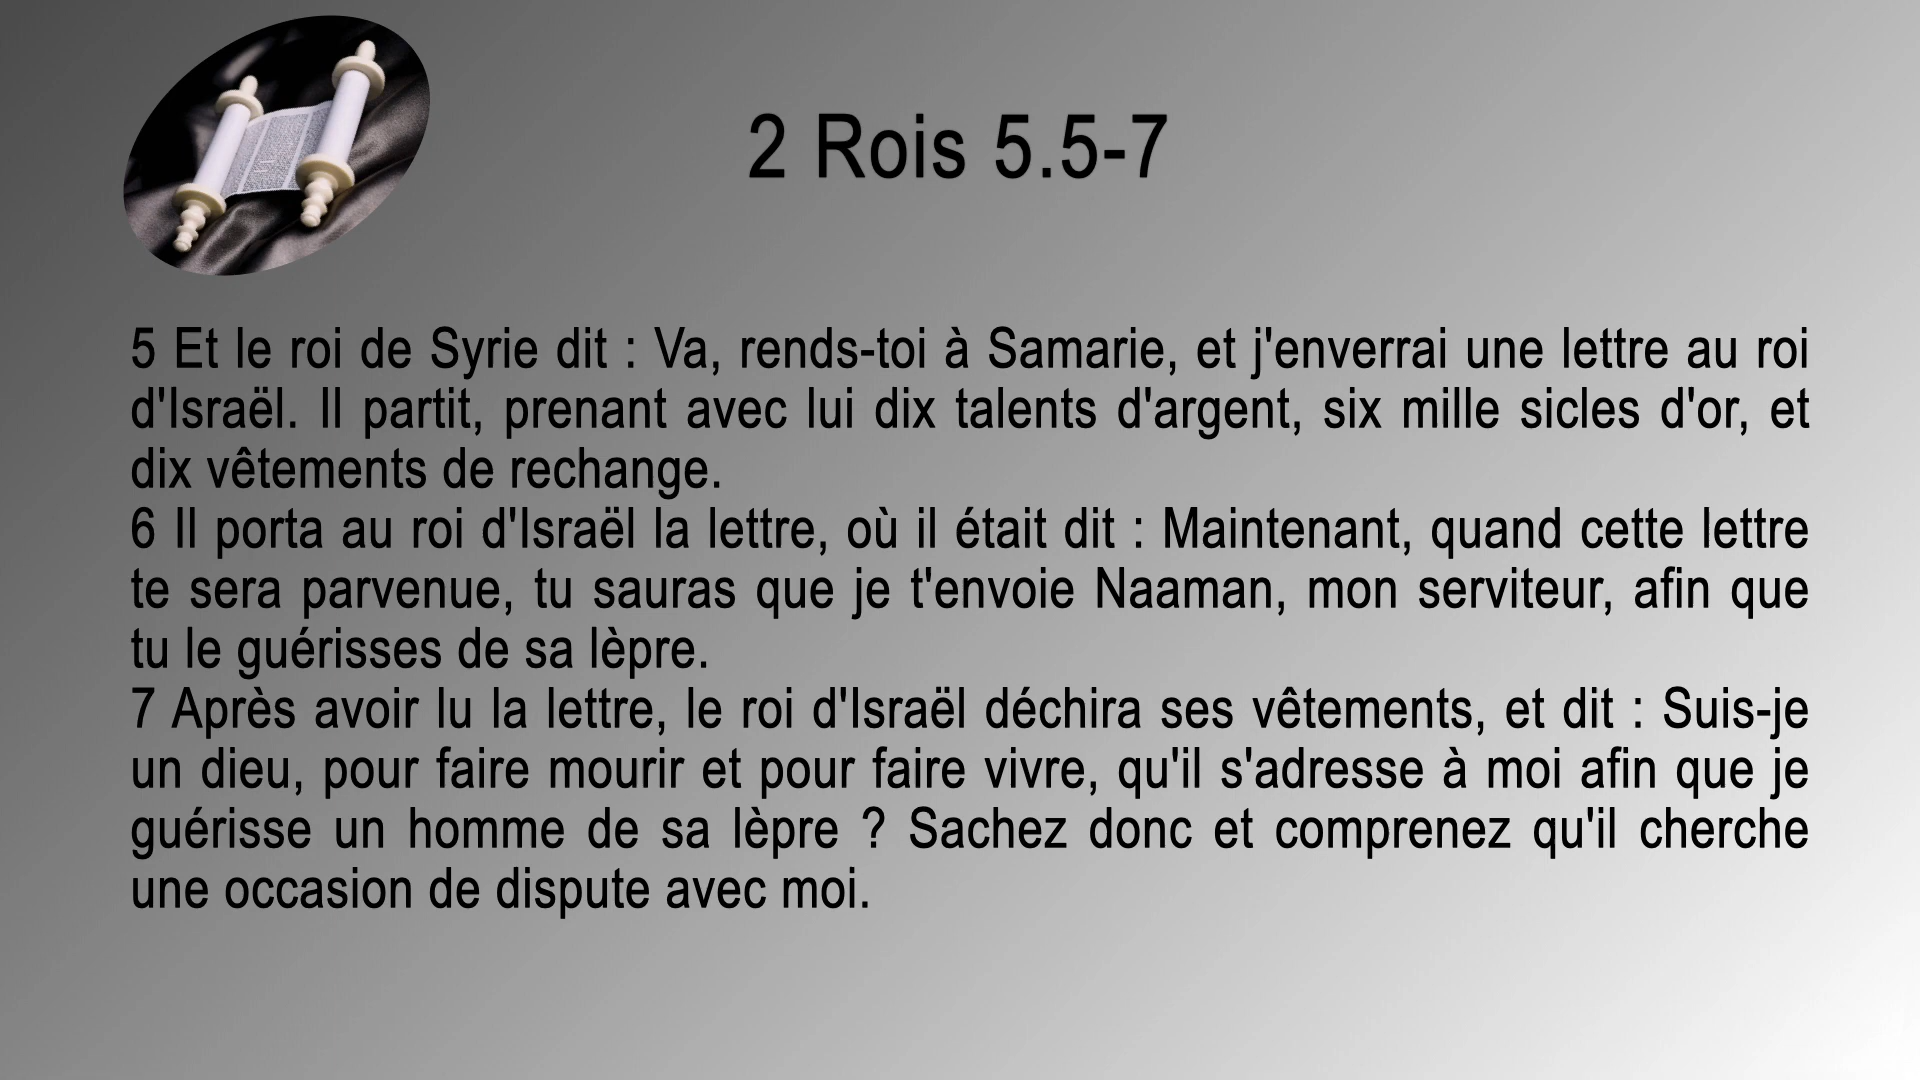 2 Rois 5.5-7
5 Et le roi de Syrie dit : Va, rends-toi à Samarie, et j'enverrai une lettre au roi
d'Israël. Il partit, prenant avec lui dix talents d'argent, six mille sicles d'or, et
dix vêtements de rechange.
6 Il porta au roi d'Israël la lettre, où il était dit : Maintenant, quand cette lettre
te sera parvenue, tu sauras que je t'envoie Naaman, mon serviteur, afin que
tu le guérisses de sa lèpre.
7 Après avoir lu la lettre, le roi d'Israël déchira ses vêtements, et dit : Suis-je
un dieu, pour faire mourir et pour faire vivre, qu'il s'adresse à moi afin que je
guérisse un homme de sa lèpre ? Sachez donc et comprenez qu'il cherche
une occasion de dispute avec moi.